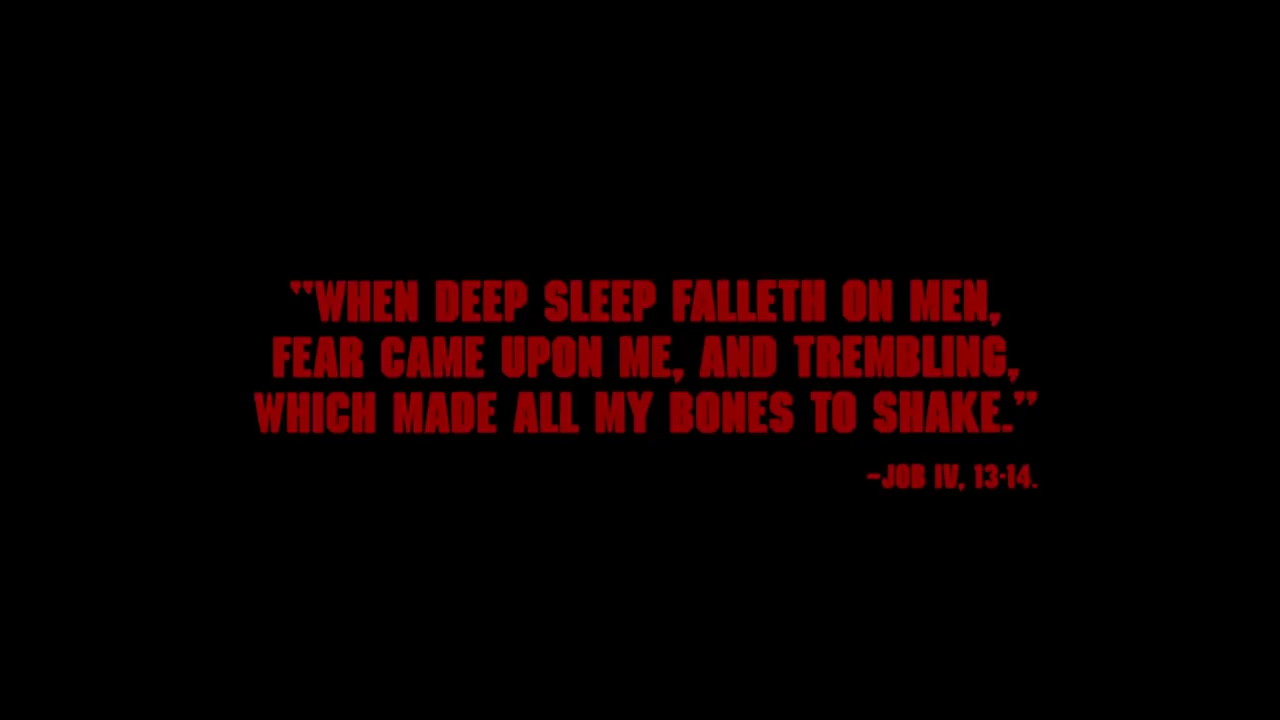 "WHEN DEEP SLEEP FALLETH ON MEN,
FEAR CAME UPON ME, AND TREMBLING,
WHICH MADE ALL MY BONES TO SHAKE."
-JOB IV, 13-14.